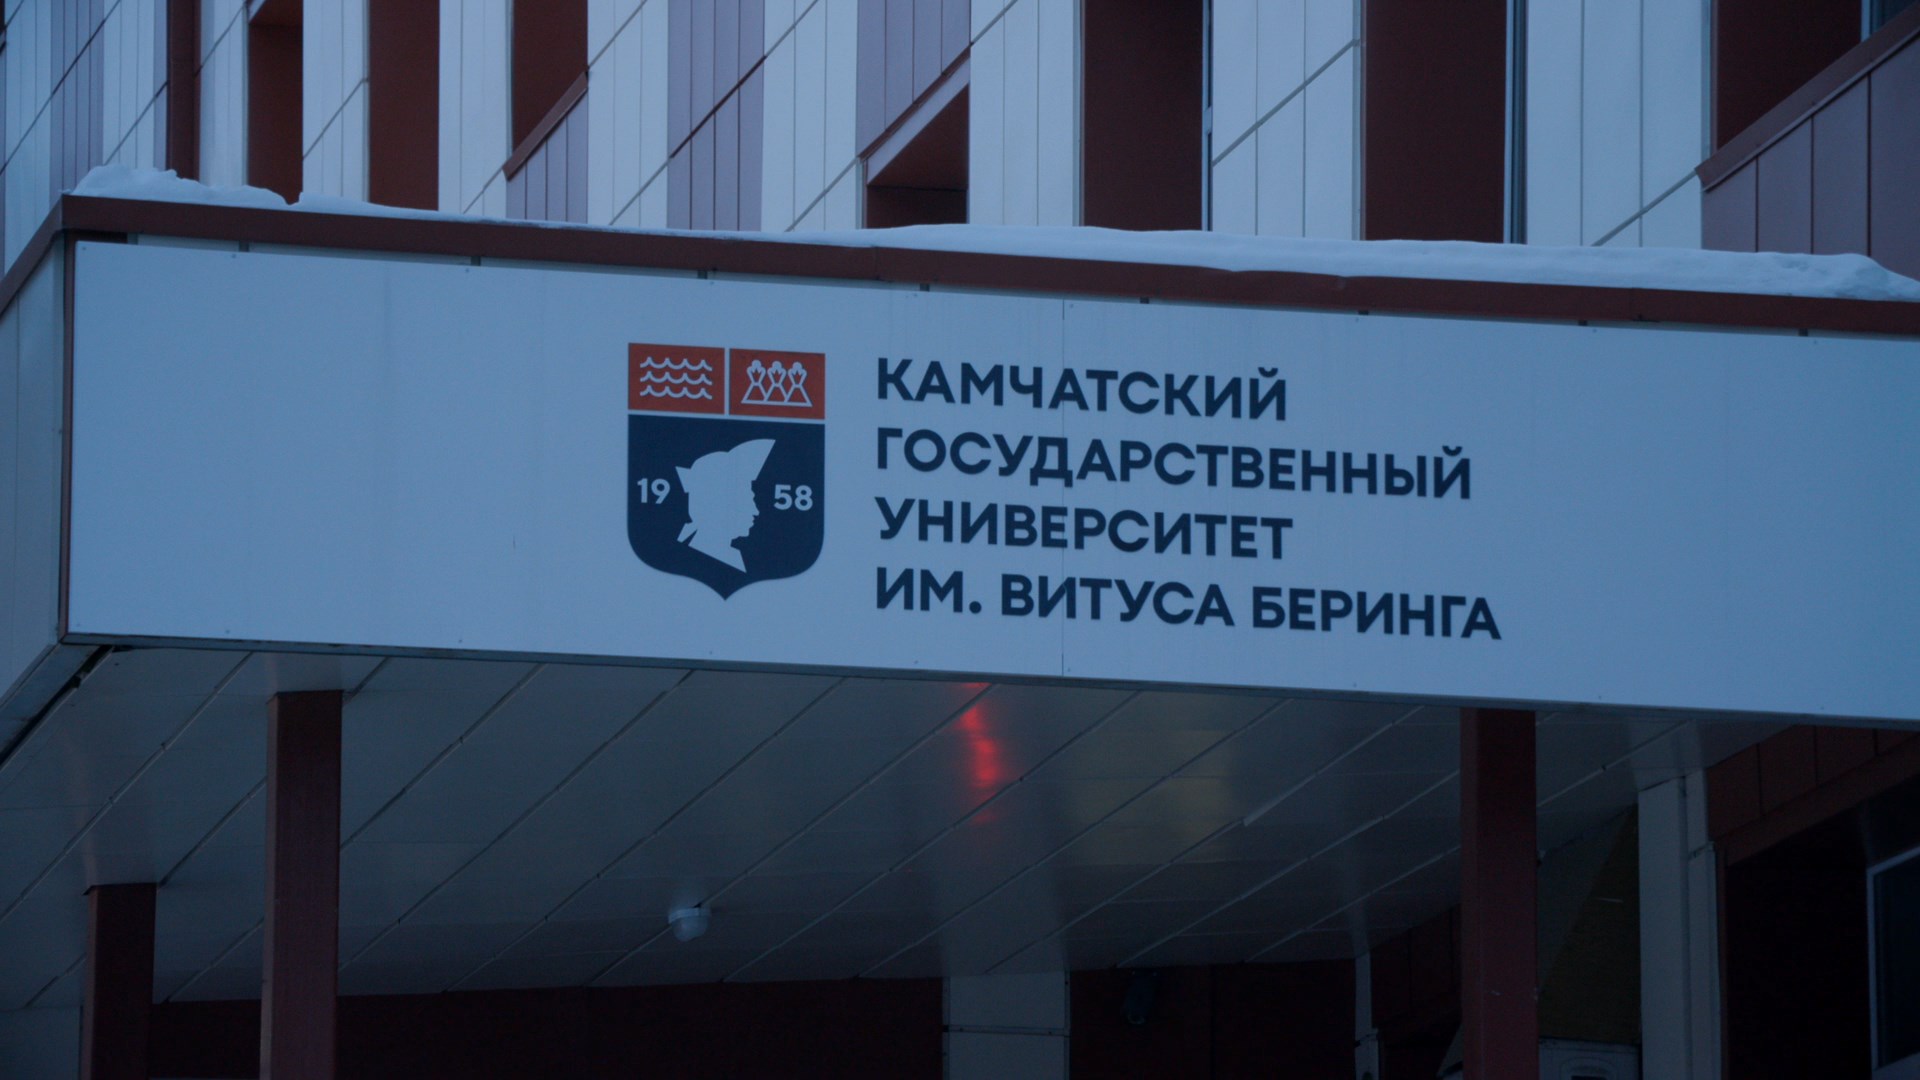 19 58
КАМЧАТСКИЙ
ГОСУДАРСТВЕННЫЙ
УНИВЕРСИТЕТ
ИМ. ВИТУСА БЕРИНГА